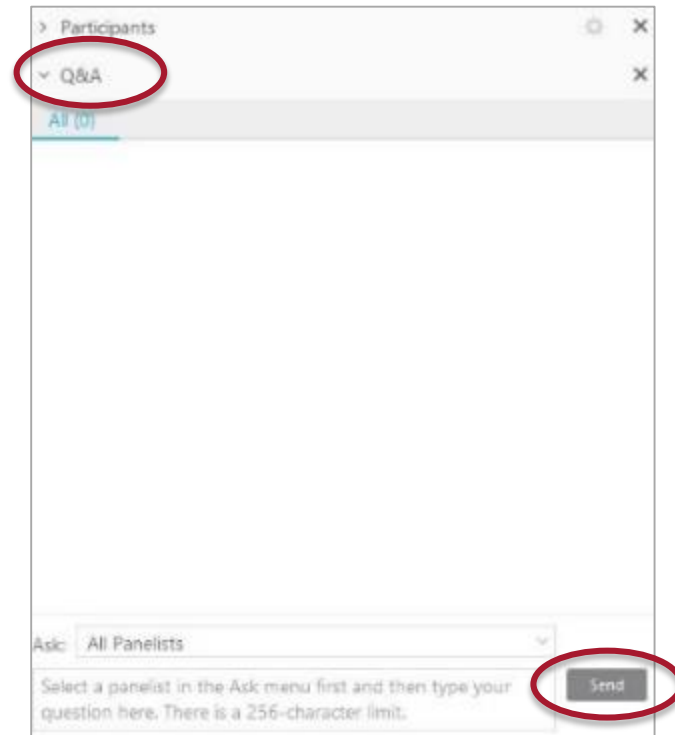 Participants
Q&A
All (0)
Ask: All Panelists
Select a panelist in the Ask menu first and then type your
question here. There is a 256-character limit.
Send